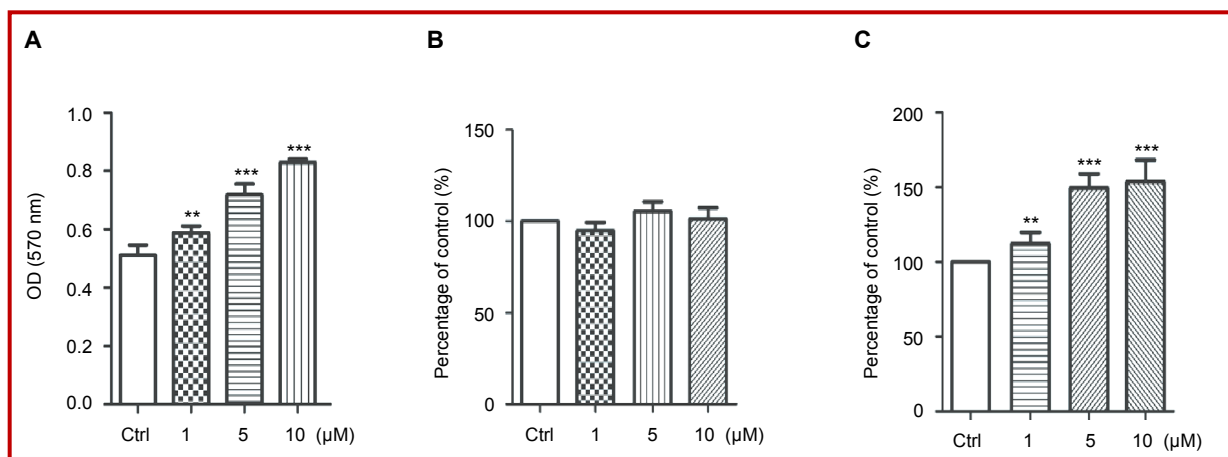 A
OD (570 nm)
1.0
0.8
0.6
0.4
0.2
0.0
**
***
***
Ctrl 1 5 10 (μM)
B
Percentage of control (%)
150
100
50
0
Ctrl 1 5 10 (μM)
C
Percentage of control (%)
200
150
100
50
0
**
***
***
Ctrl 1 5 10 (μM)